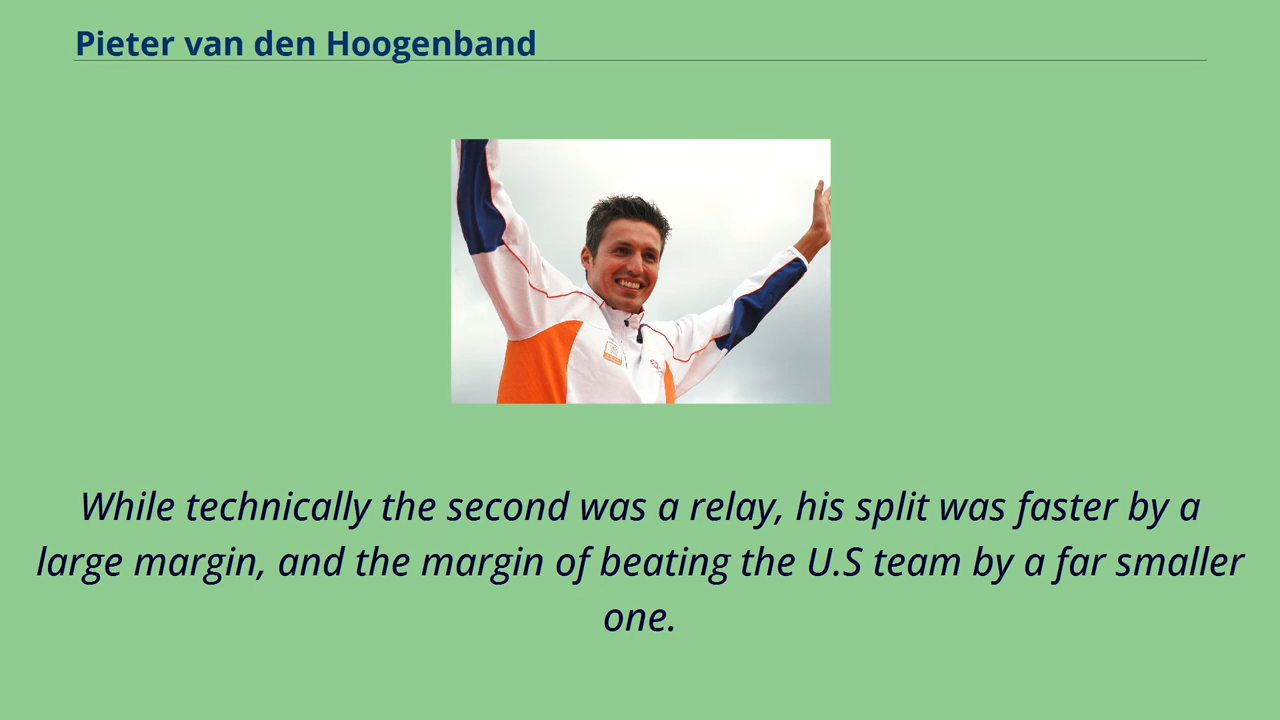 Pieter van den Hoogenband
While technically the second was a relay, his split was faster by a
large margin, and the margin of beating the U.S team by a far smaller
one.